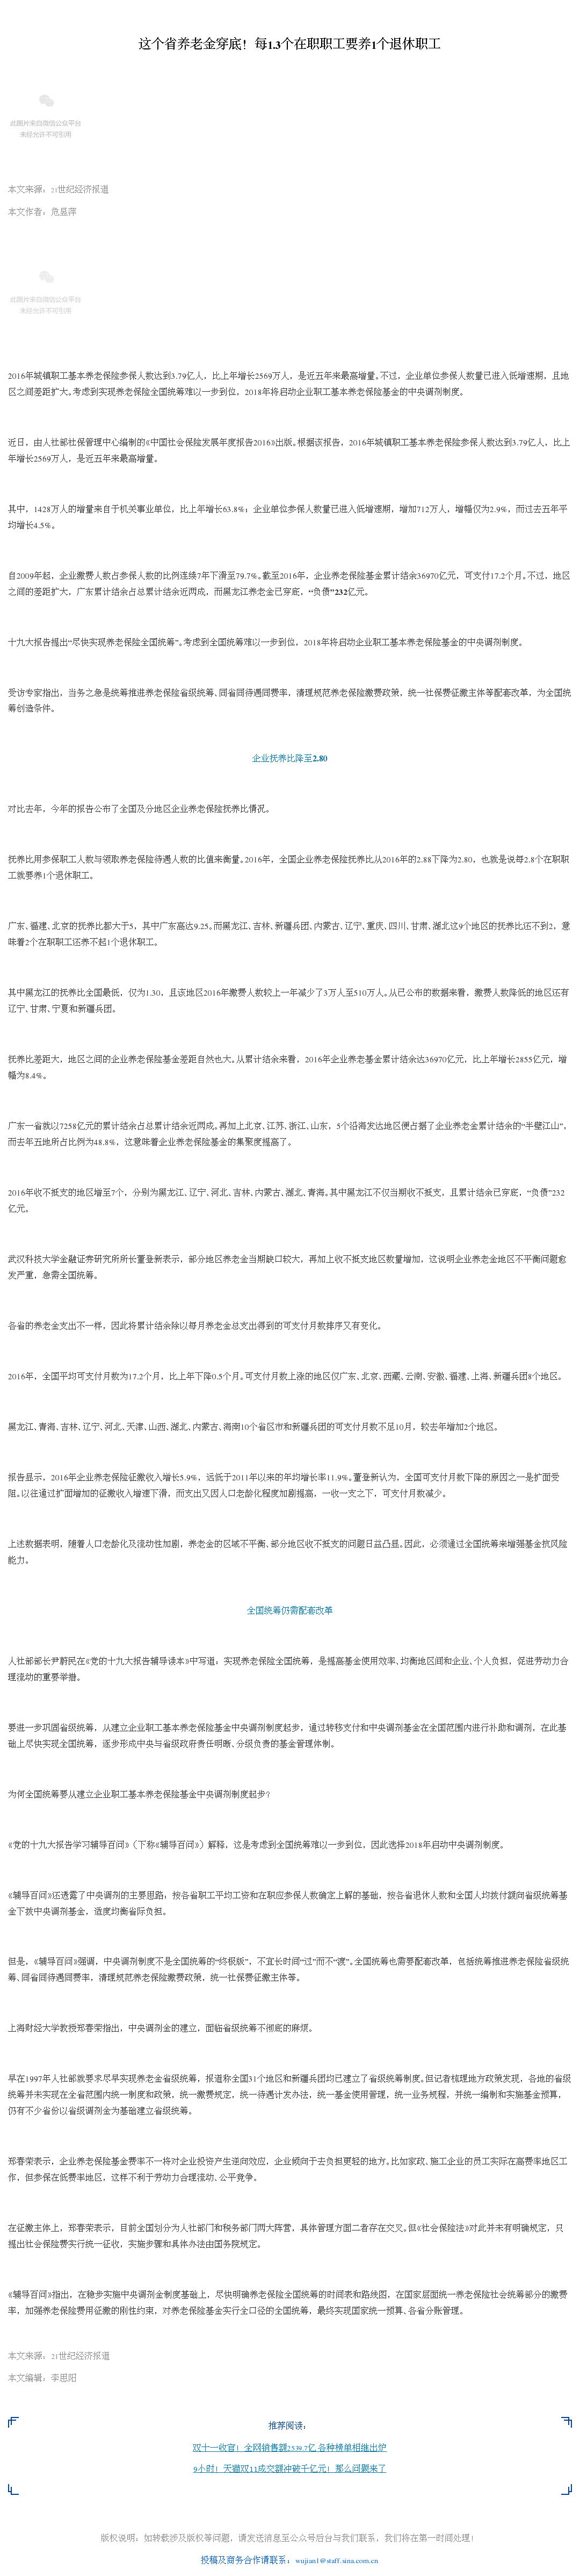 这个省养老金穿底！每1.3个在职职工要养1个退休职工
此图片来自微信公众平台
未经允许不可引用
本文来源：21世纪经济报道
本文作者：危昱萍
此图片来自微信公众平台
未经允许不可引用
2016年城镇职工基本养老保险参保人数达到3.79亿人，比上年增长2569万人，是近五年来最高增量。不过，企业单位参保人数量已进入低增速期，且地
区之间差距扩大。考虑到实现养老保险全国统筹难以一步到位，2018年将启动企业职工基本养老保险基金的中央调剂制度。
近日，由人社部社保管理中心编制的《中国社会保险发展年度报告2016》出版。根据该报告，2016年城镇职工基本养老保险参保人数达到3.79亿人，比上
年增长2569万人，是近五年来最高增量。
其中，1428万人的增量来自于机关事业单位，比上年增长63.8%；企业单位参保人数量已进入低增速期，增加712万人，增幅仅为2.9%，而过去五年平
均增长4.5%。
自2009年起，企业缴费人数占参保人数的比例连续7年下滑至79.7%。截至2016年，企业养老保险基金累计结余36970亿元，可支付17.2个月。不过，地区
之间的差距扩大，广东累计结余占总累计结余近两成，而黑龙江养老金已穿底，“负债”232亿元。
十九大报告提出“尽快实现养老保险全国统筹”。考虑到全国统筹难以一步到位，2018年将启动企业职工基本养老保险基金的中央调剂制度。
受访专家指出，当务之急是统筹推进养老保险省级统筹、同省同待遇同费率，清理规范养老保险缴费政策，统一社保费征缴主体等配套改革，为全国统
筹创造条件。
企业抚养比降至2.80
对比去年，今年的报告公布了全国及分地区企业养老保险抚养比情况。
抚养比用参保职工人数与领取养老保险待遇人数的比值来衡量。2016年，全国企业养老保险抚养比从2016年的2.88下降为2.80，也就是说每2.8个在职职
工就要养1个退休职工。
广东、福建、北京的抚养比都大于5，其中广东高达9.25。而黑龙江、吉林、新疆兵团、内蒙古、辽宁、重庆、四川、甘肃、湖北这9个地区的抚养比还不到2，意
味着2个在职职工还养不起1个退休职工。
其中黑龙江的抚养比全国最低，仅为1.30，且该地区2016年缴费人数较上一年减少了3万人至510万人。从已公布的数据来看，缴费人数降低的地区还有
辽宁、甘肃、宁夏和新疆兵团。
抚养比差距大，地区之间的企业养老保险基金差距自然也大。从累计结余来看，2016年企业养老基金累计结余达36970亿元，比上年增长2855亿元，增
幅为8.4%。
广东一省就以7258亿元的累计结余占总累计结余近两成。再加上北京、江苏、浙江、山东，5个沿海发达地区便占据了企业养老金累计结余的“半壁江山”，
而去年五地所占比例为48.8%，这意味着企业养老保险基金的集聚度提高了。
2016年收不抵支的地区增至7个，分别为黑龙江、辽宁、河北、吉林、内蒙古、湖北、青海。其中黑龙江不仅当期收不抵支，且累计结余已穿底，“负债”232
亿元。
武汉科技大学金融证券研究所所长董登新表示，部分地区养老金当期缺口较大，再加上收不抵支地区数量增加，这说明企业养老金地区不平衡问题愈
发严重，急需全国统筹。
各省的养老金支出不一样，因此将累计结余除以每月养老金总支出得到的可支付月数排序又有变化。
2016年，全国平均可支付月数为17.2个月，比上年下降0.5个月。可支付月数上涨的地区仅广东、北京、西藏、云南、安徽、福建、上海、新疆兵团8个地区。
黑龙江、青海、吉林、辽宁、河北、天津、山西、湖北、内蒙古、海南10个省区市和新疆兵团的可支付月数不足10月，较去年增加2个地区。
报告显示，2016年企业养老保险征缴收入增长5.9%，远低于2011年以来的年均增长率11.9%。董登新认为，全国可支付月数下降的原因之一是扩面受
阻。以往通过扩面增加的征缴收入增速下滑，而支出又因人口老龄化程度加剧提高，一收一支之下，可支付月数减少。
上述数据表明，随着人口老龄化及流动性加剧，养老金的区域不平衡、部分地区收不抵支的问题日益凸显。因此，必须通过全国统筹来增强基金抗风险
能力。
全国统筹仍需配套改革
人社部部长尹蔚民在《党的十九大报告辅导读本》中写道：实现养老保险全国统筹，是提高基金使用效率、均衡地区间和企业、个人负担，促进劳动力合
理流动的重要举措。
要进一步巩固省级统筹，从建立企业职工基本养老保险基金中央调剂制度起步，通过转移支付和中央调剂基金在全国范围内进行补助和调剂，在此基
础上尽快实现全国统筹，逐步形成中央与省级政府责任明晰、分级负责的基金管理体制。
为何全国统筹要从建立企业职工基本养老保险基金中央调剂制度起步？
《党的十九大报告学习辅导百问》（下称《辅导百问》）解释，这是考虑到全国统筹难以一步到位，因此选择2018年启动中央调剂制度。
《辅导百问》还透露了中央调剂的主要思路，按各省职工平均工资和在职应参保人数确定上解的基础，按各省退休人数和全国人均拨付额向省级统筹基
金下拨中央调剂基金，适度均衡省际负担。
但是，《辅导百问》强调，中央调剂制度不是全国统筹的“终极版”，不宜长时间“过”而不“渡”。全国统筹也需要配套改革，包括统筹推进养老保险省级统
筹、同省同待遇同费率，清理规范养老保险缴费政策，统一社保费征缴主体等。
上海财经大学教授郑春荣指出，中央调剂金的建立，面临省级统筹不彻底的麻烦。
早在1997年人社部就要求尽早实现养老金省级统筹，报道称全国31个地区和新疆兵团均已建立了省级统筹制度。但记者梳理地方政策发现，各地的省级
统筹并未实现在全省范围内统一制度和政策，统一缴费规定，统一待遇计发办法，统一基金使用管理，统一业务规程，并统一编制和实施基金预算，
仍有不少省份以省级调剂金为基础建立省级统筹。
郑春荣表示，企业养老保险基金费率不一将对企业投资产生逆向效应，企业倾向于去负担更轻的地方。比如家政、施工企业的员工实际在高费率地区工
作，但参保在低费率地区，这样不利于劳动力合理流动、公平竞争。
在征缴主体上，郑春荣表示，目前全国划分为人社部门和税务部门两大阵营，具体管理方面二者存在交叉。但《社会保险法》对此并未有明确规定，只
提出社会保险费实行统一征收，实施步骤和具体办法由国务院规定。
《辅导百问》指出，在稳步实施中央调剂金制度基础上，尽快明确养老保险全国统筹的时间表和路线图，在国家层面统一养老保险社会统筹部分的缴费
率，加强养老保险费用征缴的刚性约束，对养老保险基金实行全口径的全国统筹，最终实现国家统一预算、各省分账管理。
本文来源：21世纪经济报道
本文编辑：李思阳
推荐阅读：
双十一收官！全网销售额2539.7亿 各种榜单相继出炉
9小时！天猫双11成交额冲破千亿元！那么问题来了
版权说明：如转载涉及版权等问题，请发送消息至公众号后台与我们联系，我们将在第一时间处理！
投稿及商务合作请联系：wujian1@staff.sina.com.cn